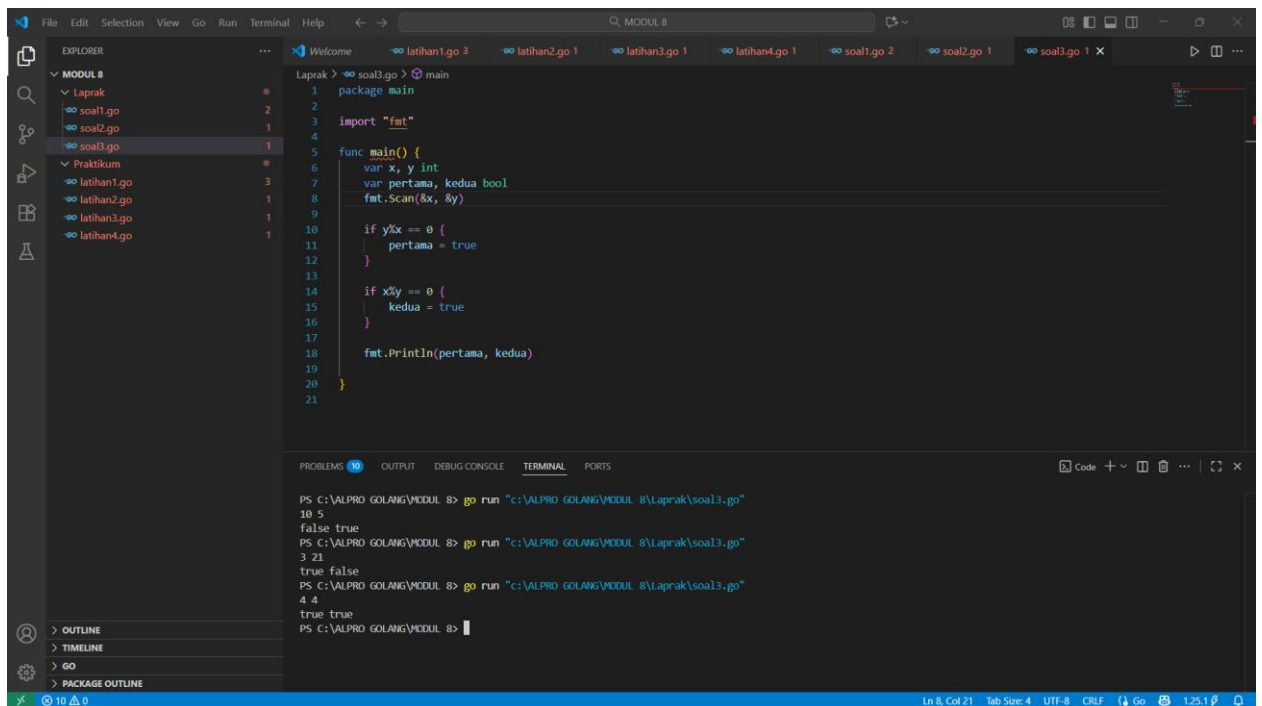 File Edit Selection View Go Run Terminal Help
MODUL 8
EXPLORER
MODUL 8
Laprak
soal1.go 2
soal2.go 1
soal3.go 1
Praktikum
latihan1.go 3
latihan2.go 1
latihan3.go 1
latihan4.go 1
OUTLINE
TIMELINE
GO
PACKAGE OUTLINE
Welcome latihan1.go 3 latihan2.go 1 latihan3.go 1 latihan4.go 1 soal1.go 2 soal2.go 1 soal3.go 1
Laprak > soal3.go > main
1 package main
2
3 import "fmt"
4
5 func main() {
6 var x, y int
7 var pertama, kedua bool
8 fmt.Scan(&x, &y)
9
10 if y%x == 0 {
11 pertama = true
12 }
13
14 if x%y == 0 {
15 kedua = true
16 }
17
18 fmt.Println(pertama, kedua)
19
20 }
21
PROBLEMS 10 OUTPUT DEBUG CONSOLE TERMINAL PORTS
Code
PS C:\ALPRO GOLANG\MODUL 8> go run "c:\ALPRO GOLANG\MODUL 8\Laprak\soal3.go"
10 5
false true
PS C:\ALPRO GOLANG\MODUL 8> go run "c:\ALPRO GOLANG\MODUL 8\Laprak\soal3.go"
3 21
true false
PS C:\ALPRO GOLANG\MODUL 8> go run "c:\ALPRO GOLANG\MODUL 8\Laprak\soal3.go"
4 4
true true
PS C:\ALPRO GOLANG\MODUL 8>
10 0 Ln 8, Col 21 Tab Size: 4 UTF-8 CRLF Go 1.25.1